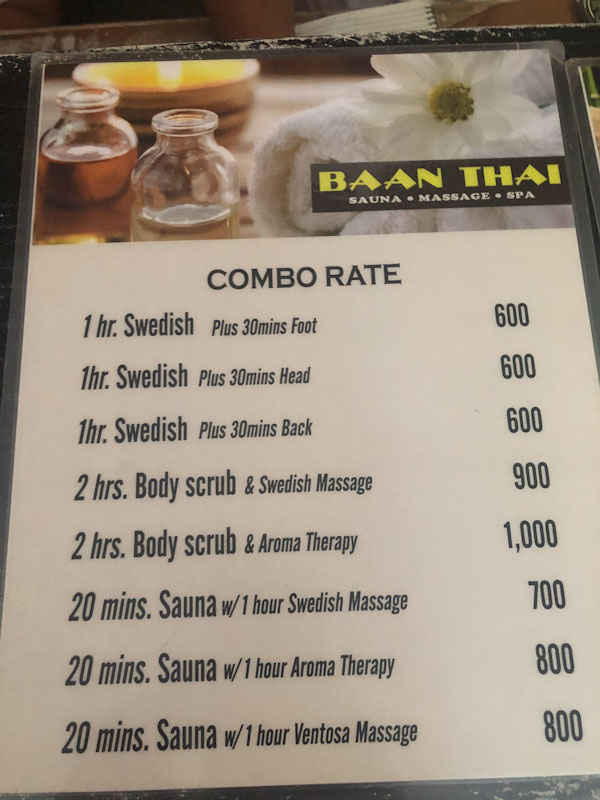 BAAN THAI
SAUNA • MASSAGE • SPA
COMBO RATE
1 hr. Swedish Plus 30mins Foot 600
1hr. Swedish Plus 30mins Head 600
1hr. Swedish Plus 30mins Back 600
2 hrs. Body scrub & Swedish Massage 900
2 hrs. Body scrub & Aroma Therapy 1,000
20 mins. Sauna w/1 hour Swedish Massage 700
20 mins. Sauna w/1 hour Aroma Therapy 800
20 mins. Sauna w/1 hour Ventosa Massage 800